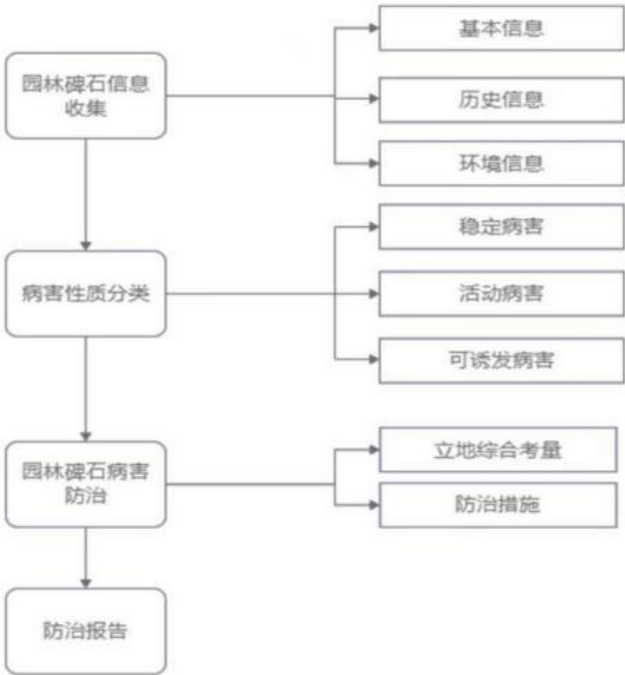 园林碑石信息
收集
基本信息
历史信息
环境信息
病害性质分类
稳定病害
活动病害
可诱发病害
园林碑石病害
防治
立地综合考量
防治措施
防治报告